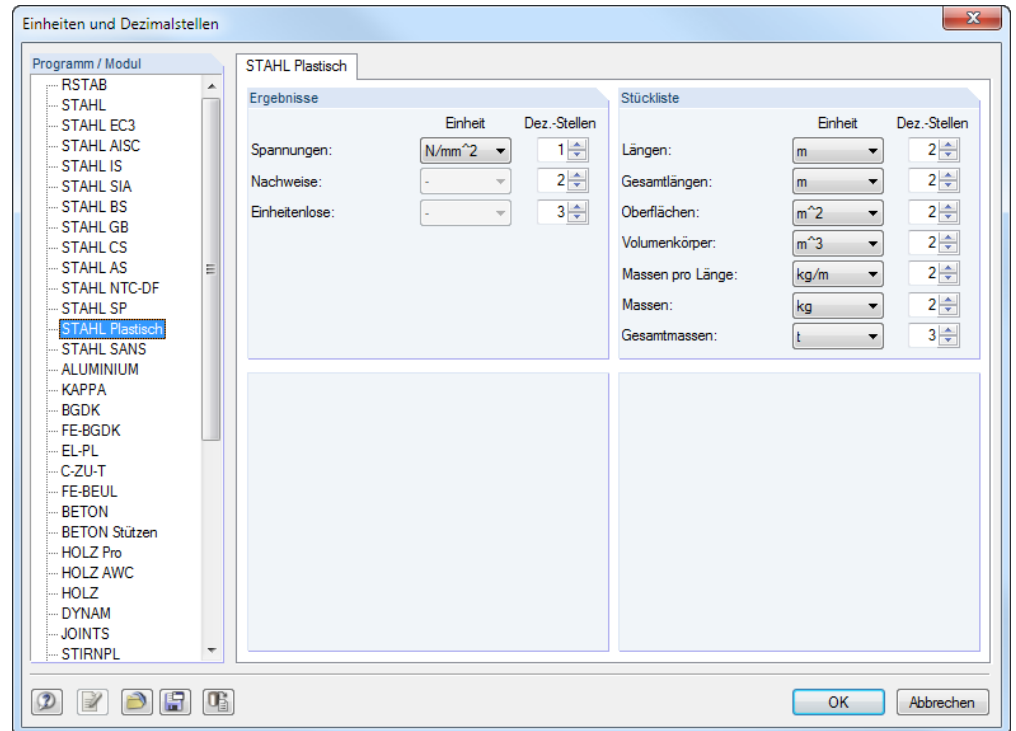 Einheiten und Dezimalstellen
Programm / Modul
RSTAB
STAHL
STAHL EC3
STAHL AISC
STAHL IS
STAHL SIA
STAHL BS
STAHL GB
STAHL CS
STAHL AS
STAHL NTC-DF
STAHL SP
STAHL Plastisch
STAHL SANS
ALUMINIUM
KAPPA
BGDK
FE-BGDK
EL-PL
C-ZU-T
FE-BEUL
BETON
BETON Stützen
HOLZ Pro
HOLZ AWC
HOLZ
DYNAM
JOINTS
STIRNPL
STAHL Plastisch
Ergebnisse
Einheit Dez.-Stellen
Spannungen: N/mm^2 1
Nachweise: - 2
Einheitenlose: - 3
Stückliste
Einheit Dez.-Stellen
Längen: m 2
Gesamtlängen: m 2
Oberflächen: m^2 2
Volumenkörper: m^3 2
Massen pro Länge: kg/m 2
Massen: kg 2
Gesamtmassen: t 3
OK Abbrechen